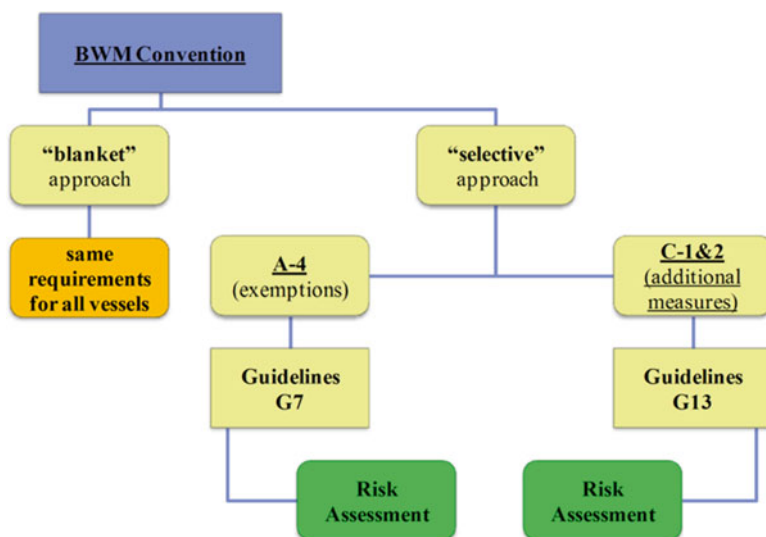 BWM Convention
“blanket”
approach
“selective”
approach
same
requirements
for all vessels
A-4
(exemptions)
C-1&2
(additional
measures)
Guidelines
G7
Guidelines
G13
Risk
Assessment
Risk
Assessment